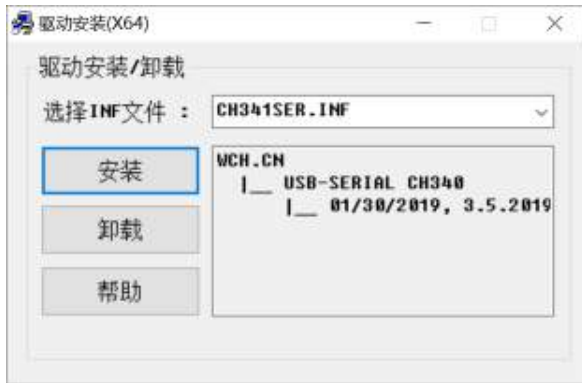 驱动安装(X64)
驱动安装/卸载
选择INF文件 : CH341SER.INF
安装
卸载
帮助
WCH.CN
|__ USB-SERIAL CH340
|__ 01/30/2019, 3.5.2019